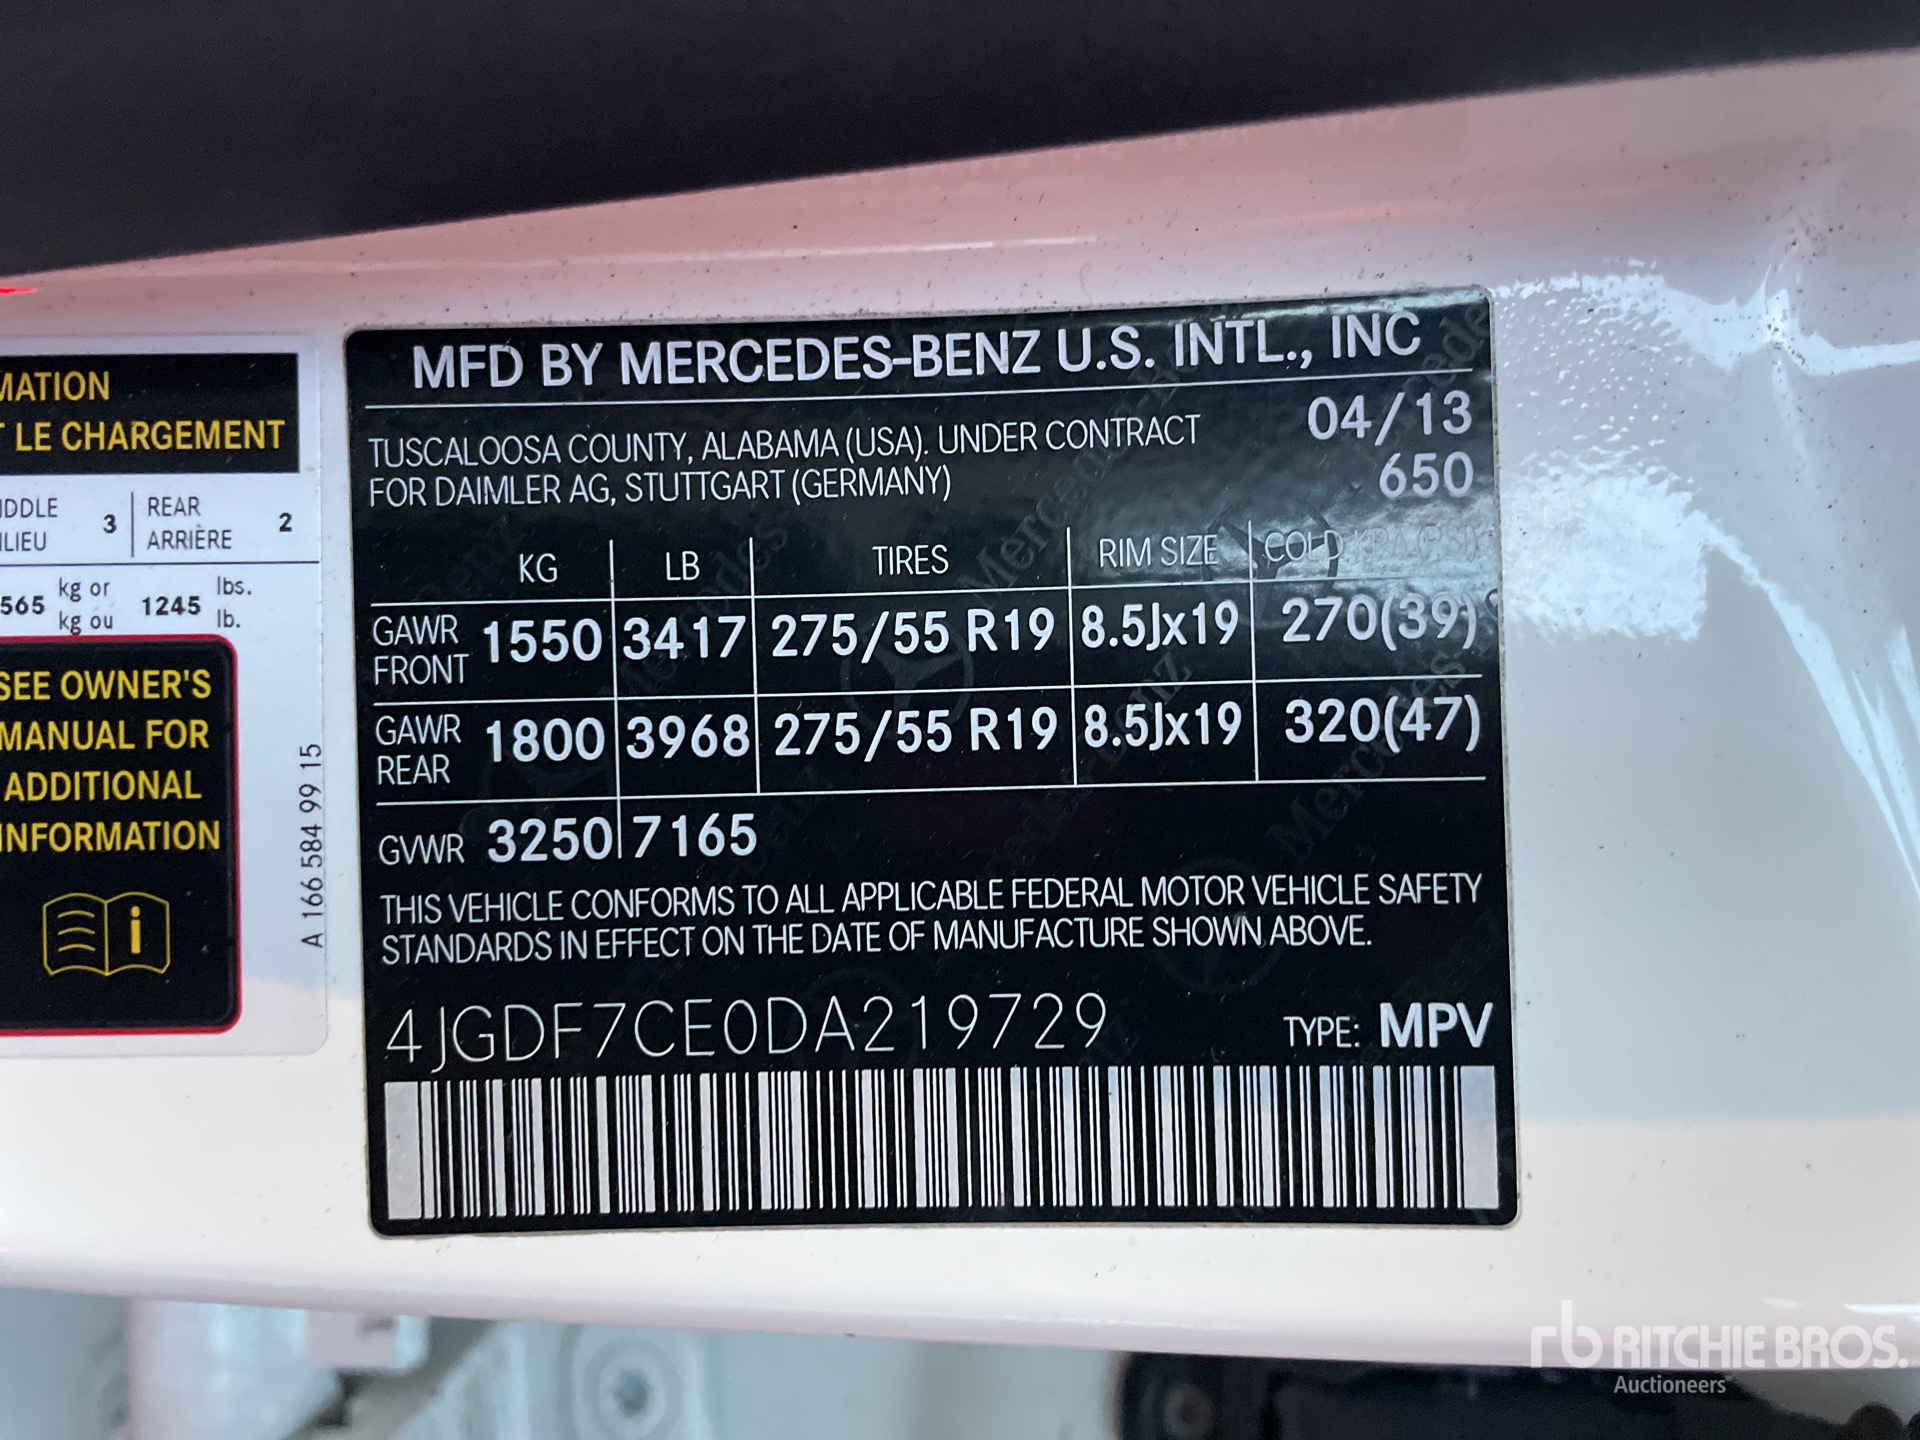 MATION
T LE CHARGEMENT
IDDLE 3 REAR 2
LIEU ARRIÈRE
565 kg or 1245 lbs.
kg ou lb.
SEE OWNER'S
MANUAL FOR
ADDITIONAL
INFORMATION
A 166 584 99 15
MFD BY MERCEDES-BENZ U.S. INTL., INC
TUSCALOOSA COUNTY, ALABAMA (USA). UNDER CONTRACT 04/13
FOR DAIMLER AG, STUTTGART (GERMANY) 650
KG LB TIRES RIM SIZE COLD KPA (PSI)
GAWR FRONT 1550 3417 275/55 R19 8.5Jx19 270(39)
GAWR REAR 1800 3968 275/55 R19 8.5Jx19 320(47)
GVWR 3250 7165
THIS VEHICLE CONFORMS TO ALL APPLICABLE FEDERAL MOTOR VEHICLE SAFETY
STANDARDS IN EFFECT ON THE DATE OF MANUFACTURE SHOWN ABOVE.
4JGDF7CE0DA219729 TYPE: MPV
rb RITCHIE BROS.
Auctioneers